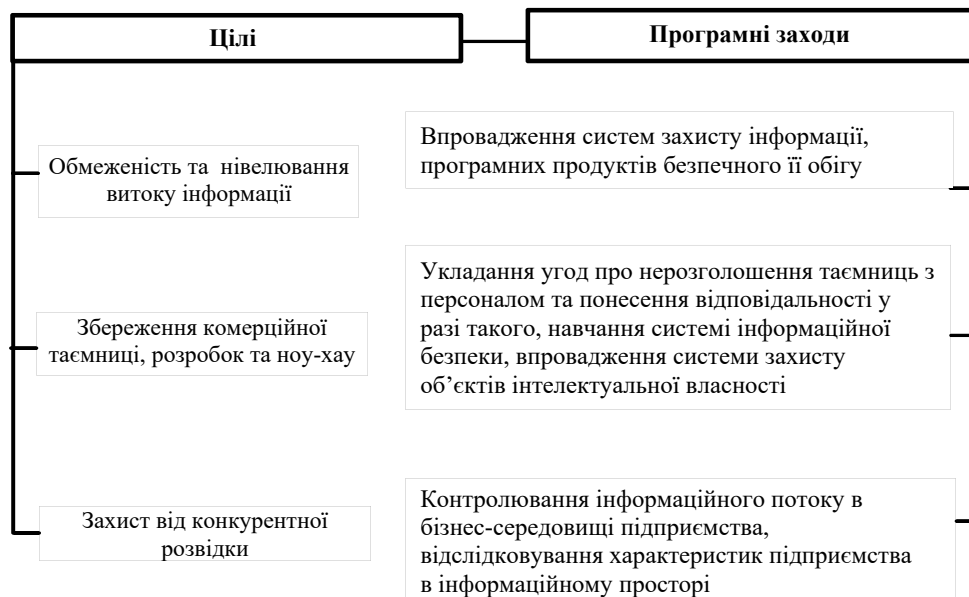 Цілі
Програмні заходи
Обмеженість та нівелювання
витоку інформації
Впровадження систем захисту інформації,
програмних продуктів безпечного її обігу
Збереження комерційної
таємниці, розробок та ноу-хау
Укладання угод про нерозголошення таємниць з
персоналом та понесення відповідальності у
разі такого, навчання системі інформаційної
безпеки, впровадження системи захисту
об’єктів інтелектуальної власності
Захист від конкурентної
розвідки
Контролювання інформаційного потоку в
бізнес-середовищі підприємства,
відслідковування характеристик підприємства
в інформаційному просторі